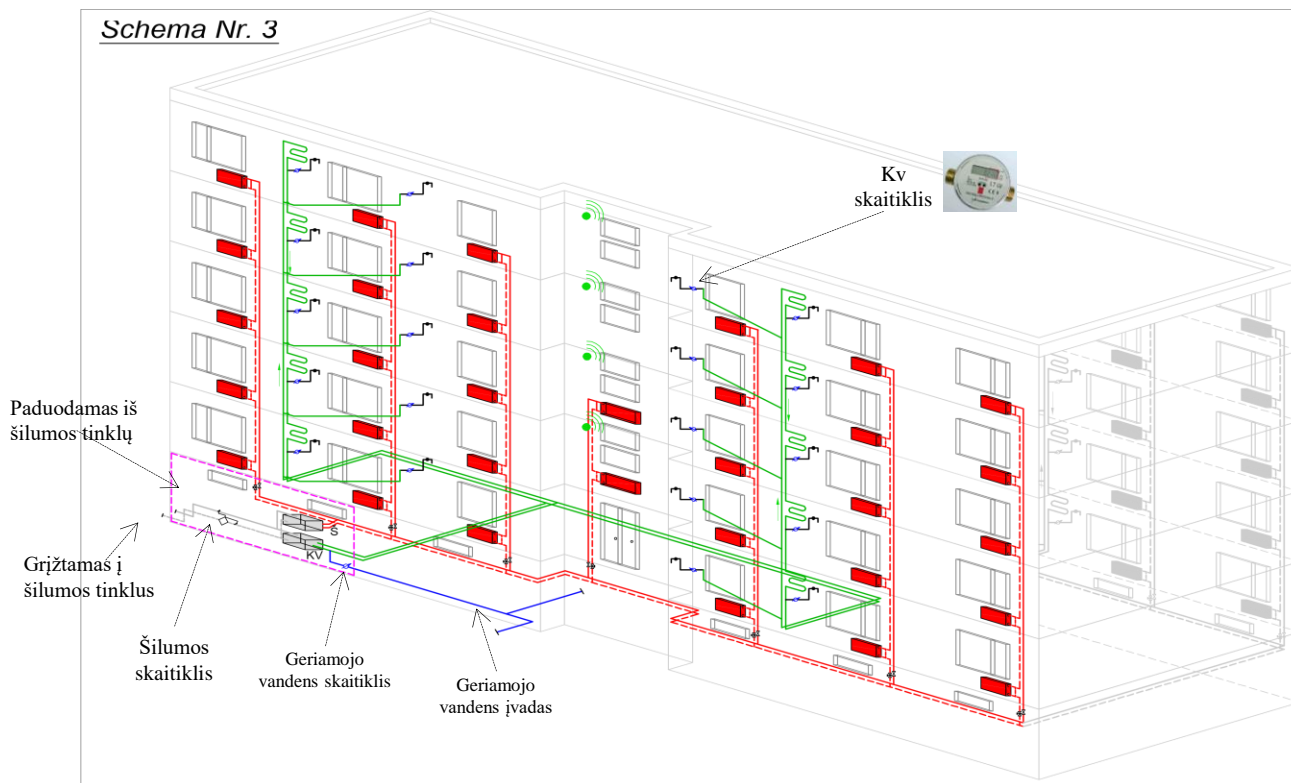 Schema Nr. 3
Kv
skaitiklis
Paduodamas iš
šilumos tinklų
Š
KV
Grįžtamas į
šilumos tinklus
Šilumos
skaitiklis
Geriamojo
vandens skaitiklis
Geriamojo
vandens įvadas